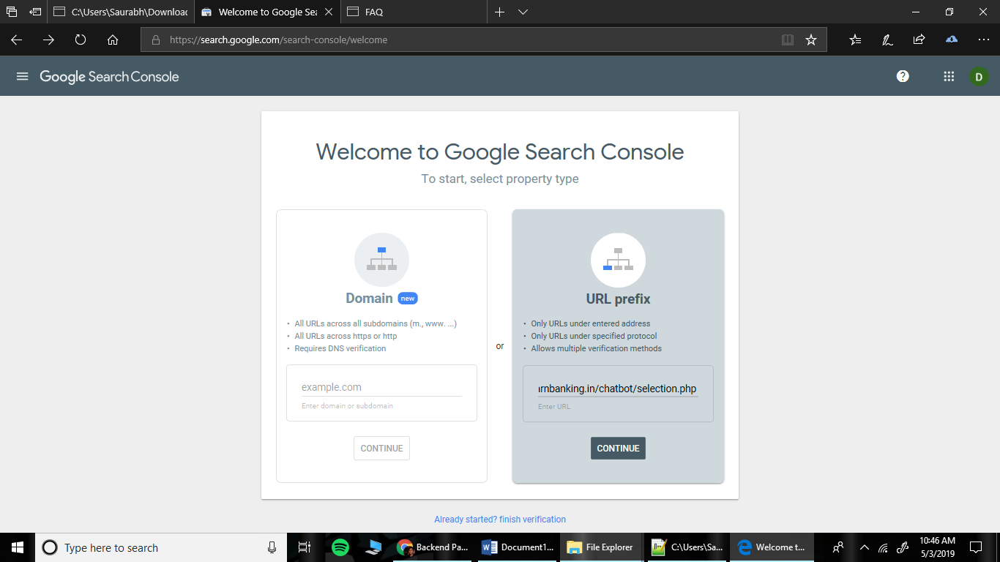 C:\Users\Saurabh\Downloac
Welcome to Google Sea
FAQ
https://search.google.com/search-console/welcome
Google Search Console
?
D
Welcome to Google Search Console
To start, select property type
Domain new
• All URLs across all subdomains (m., www. ...)
• All URLs across https or http
• Requires DNS verification
example.com
Enter domain or subdomain
CONTINUE
or
URL prefix
• Only URLs under entered address
• Only URLs under specified protocol
• Allows multiple verification methods
rnbanking.in/chatbot/selection.php
Enter URL
CONTINUE
Already started? finish verification
Type here to search
Backend Pa...
Document1...
File Explorer
C:\Users\Sa...
Welcome t...
10:46 AM
5/3/2019